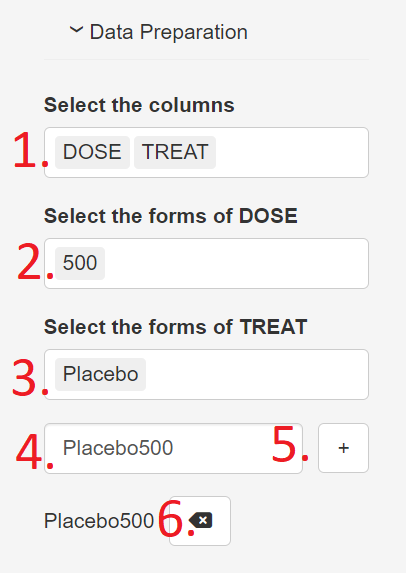 Data Preparation
Select the columns
1. DOSE TREAT
Select the forms of DOSE
2. 500
Select the forms of TREAT
3. Placebo
4. Placebo500 5. +
Placebo500 6.